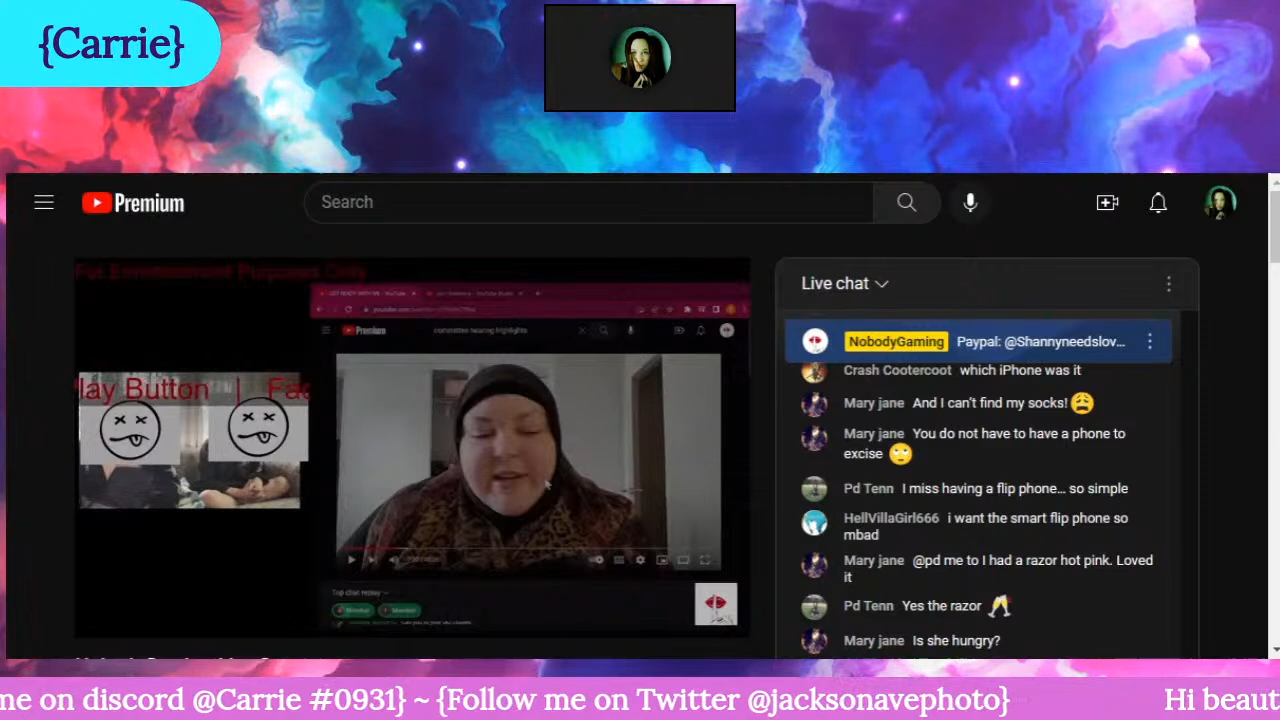 {Carrie}
Premium
Search
For Entertainment Purposes Only
Premium
committee hearing highlights
lay Button | Fac
Top chat replay
Live chat
NobodyGaming Paypal: @Shannyneedslov...
Crash Cootercoot which iPhone was it
Mary jane And I can't find my socks!😩
Mary jane You do not have to have a phone to
excise 🙄
Pd Tenn I miss having a flip phone… so simple
HellVillaGirl666 i want the smart flip phone so
mbad
Mary jane @pd me to I had a razor hot pink. Loved
it
Pd Tenn Yes the razor 🥂
Mary jane Is she hungry?
me on discord @Carrie #0931} ~ {Follow me on Twitter @jacksonavephoto} Hi beaut